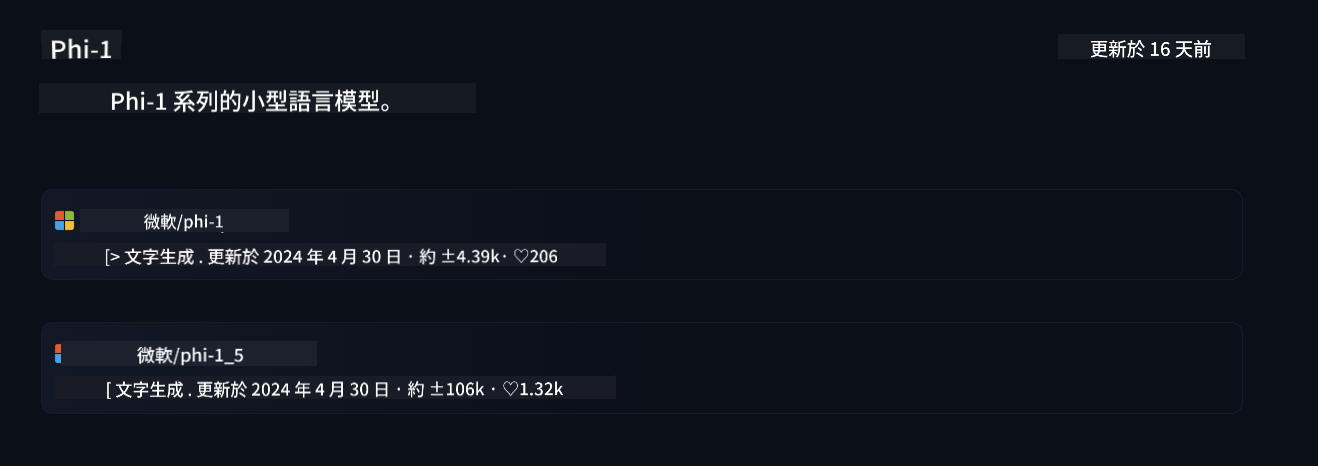 Phi-1
更新於 16 天前
Phi-1 系列的小型語言模型。
微軟/phi-1
[> 文字生成 . 更新於 2024 年 4 月 30 日 · 約 ±4.39k · ♡206
微軟/phi-1_5
[ 文字生成 . 更新於 2024 年 4 月 30 日 · 約 ±106k · ♡1.32k